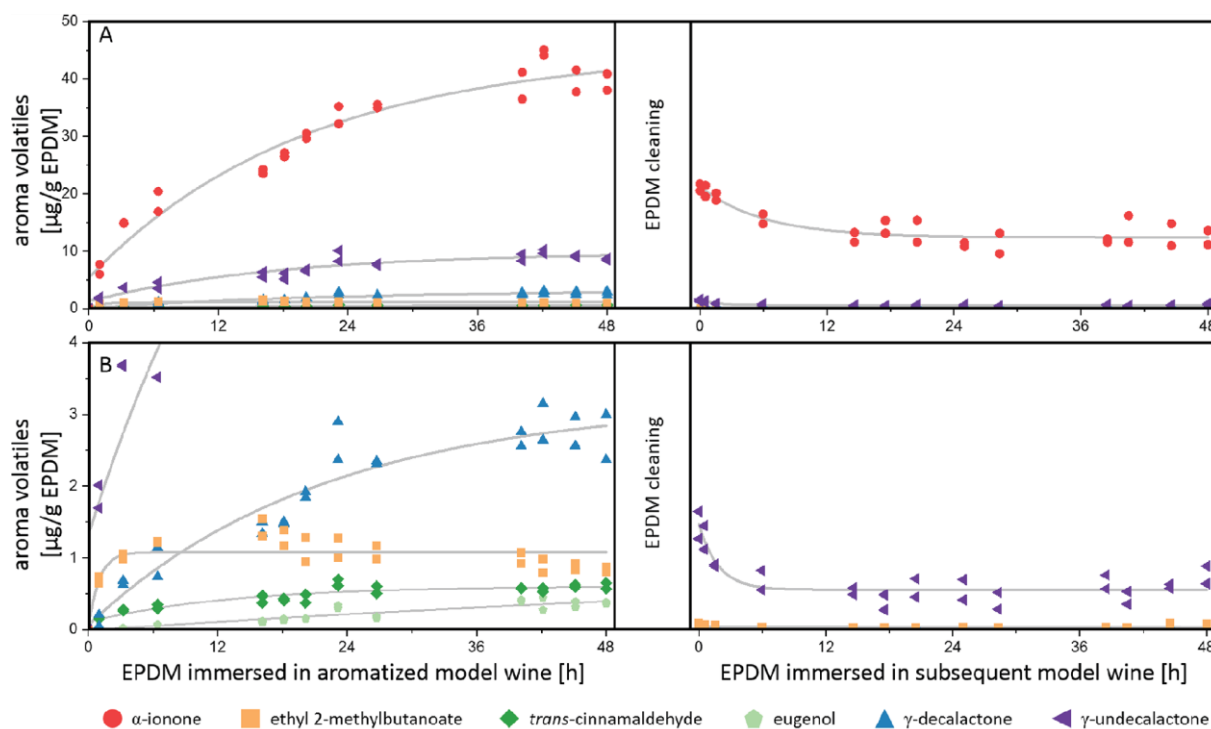 A
aroma volatiles
[µg/g EPDM]
50
40
30
20
10
0
0 12 24 36 48
EPDM cleaning
0 12 24 36 48
B
aroma volatiles
[µg/g EPDM]
4
3
2
1
0
0 12 24 36 48
EPDM cleaning
0 12 24 36 48
EPDM immersed in aromatized model wine [h]
EPDM immersed in subsequent model wine [h]
α-ionone ethyl 2-methylbutanoate trans-cinnamaldehyde eugenol γ-decalactone γ-undecalactone